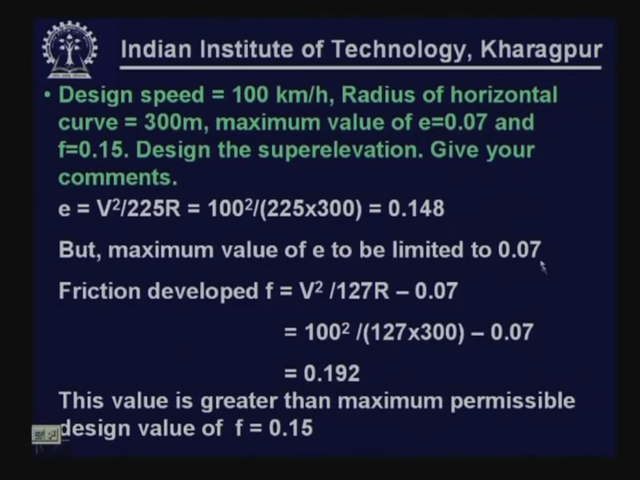 Indian Institute of Technology, Kharagpur
• Design speed = 100 km/h, Radius of horizontal
curve = 300m, maximum value of e=0.07 and
f=0.15. Design the superelevation. Give your
comments.
e = V²/225R = 100²/(225x300) = 0.148
But, maximum value of e to be limited to 0.07
Friction developed f = V² /127R – 0.07
= 100² /(127x300) – 0.07
= 0.192
This value is greater than maximum permissible
design value of f = 0.15